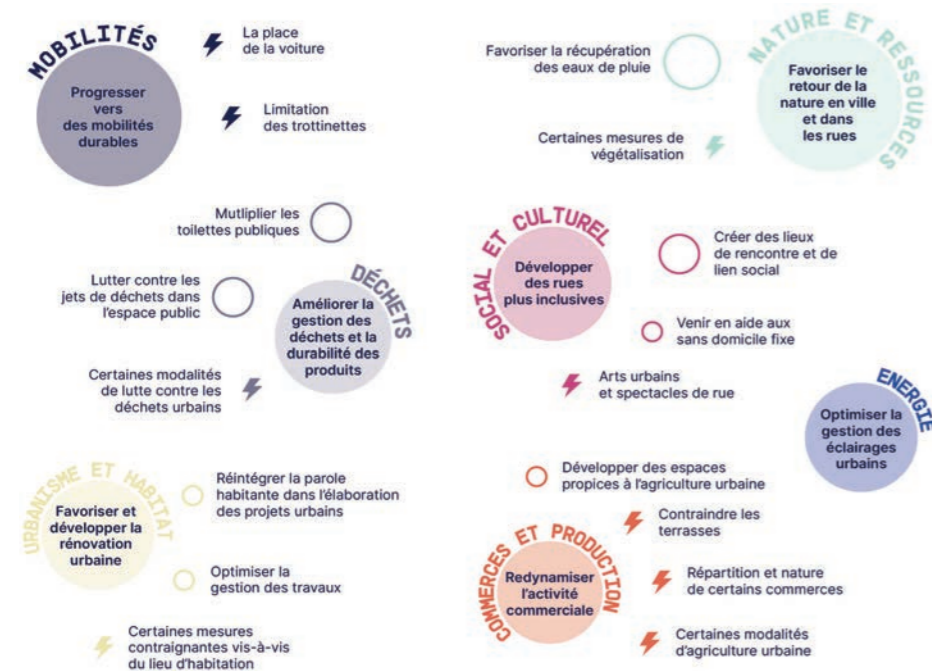 MOBILITÉS
Progresser
vers
des mobilités
durables
La place
de la voiture
Limitation
des trottinettes
NATURE ET RESSOURCES
Favoriser le
retour de la
nature en ville
et dans
les rues
Favoriser la récupération
des eaux de pluie
Certaines mesures de
végétalisation
DÉCHETS
Améliorer la
gestion des
déchets et la
durabilité des
produits
Mutliplier les
toilettes publiques
Lutter contre les
jets de déchets dans
l'espace public
Certaines modalités
de lutte contre les
déchets urbains
SOCIAL ET CULTUREL
Développer
des rues
plus inclusives
Créer des lieux
de rencontre et de
lien social
Venir en aide aux
sans domicile fixe
Arts urbains
et spectacles de rue
ENERGIE
Optimiser la
gestion des
éclairages
urbains
URBANISME ET HABITAT
Favoriser et
développer la
rénovation
urbaine
Réintégrer la parole
habitante dans l'élaboration
des projets urbains
Optimiser la
gestion des travaux
Certaines mesures
contraignantes vis-à-vis
du lieu d'habitation
COMMERCES ET PRODUCTION
Redynamiser
l'activité
commerciale
Développer des espaces
propices à l'agriculture urbaine
Contraindre les
terrasses
Répartition et nature
de certains commerces
Certaines modalités
d'agriculture urbaine